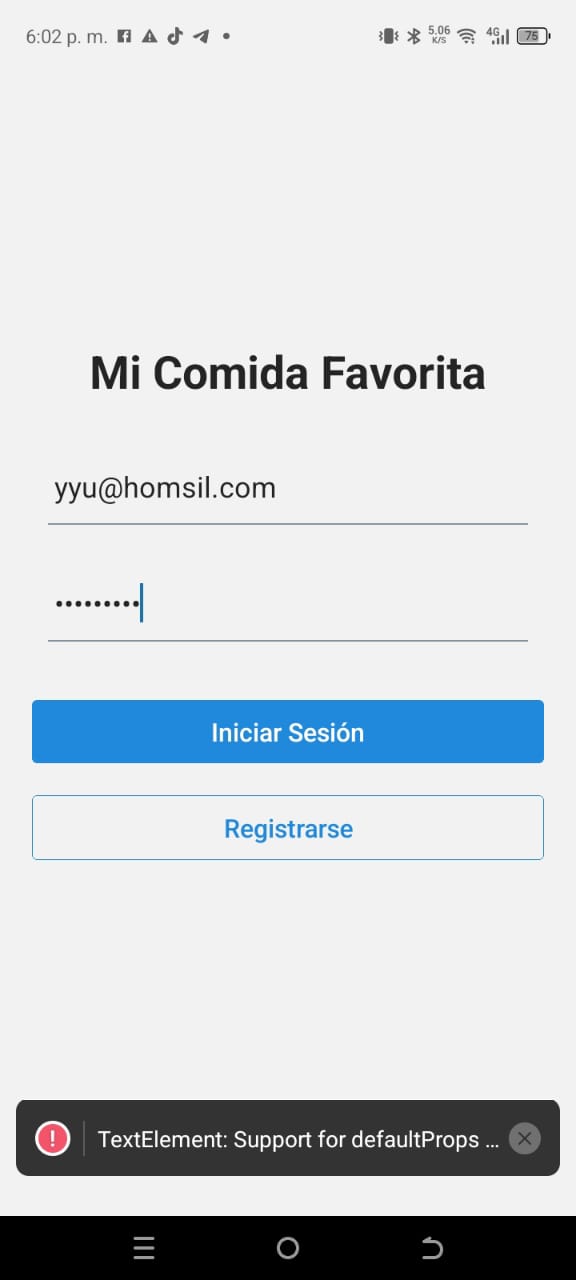 6:02 p. m.
5.06
K/S
4G
75
Mi Comida Favorita
yyu@homsil.com
•••••••••
Iniciar Sesión
Registrarse
TextElement: Support for defaultProps ...